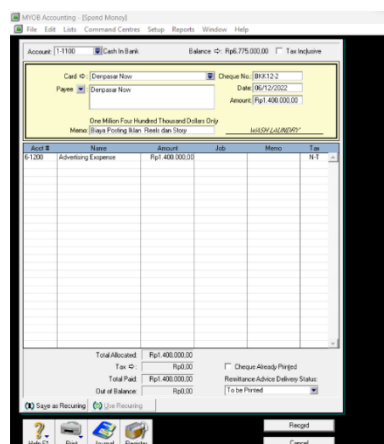 MYOB Accounting - [Spend Money]
File Edit Lists Command Centres Setup Reports Window Help
Account: 1-1100 Cash In Bank Balance Rp6.775.000,00 Tax Inclusive
Card Denpasar Now Cheque No.: BKK12-2
Payee Denpasar Now Date: 06/12/2022
Amount: Rp1.400.000,00
One Million Four Hundred Thousand Dollars Only
Memo: Biaya Posting Iklan Reels dan Story WASH LAUNDRY
Acct # Name Amount Job Memo Tax
6-1200 Advertising Exspense Rp1.400.000,00 N-T
Total Allocated: Rp1.400.000,00
Tax Rp0,00 Cheque Already Printed
Total Paid: Rp1.400.000,00 Remittance Advice Delivery Status:
Out of Balance: Rp0,00 To be Printed
Save as Recurring Use Recurring
Help F1 Print Journal Register Record
Cancel